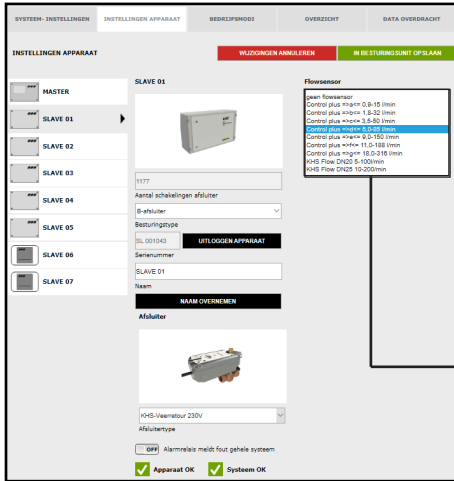 SYSTEEM- INSTELLINGEN
INSTELLINGEN APPARAAT
BEDRIJFSMODI
OVERZICHT
DATA OVERDRACHT
INSTELLINGEN APPARAAT
WIJZIGINGEN ANNULEREN
IN BESTURINGSUNIT OPSLAAN
MASTER
SLAVE 01
SLAVE 02
SLAVE 03
SLAVE 04
SLAVE 05
SLAVE 06
SLAVE 07
SLAVE 01
1177
Aantal schakelingen afsluiter
B-afsluiter
Besturingstype
SL 001043
UITLOGGEN APPARAAT
Serienummer
SLAVE 01
Naam
NAAM OVERNEMEN
Afsluiter
KHS-Veerretour 230V
Afsluitertype
OFF
Alarmrelais meldt fout gehele systeem
Apparaat OK
Systeem OK
Flowsensor
geen flowsensor
Control plus =>a<= 0,9-15 l/min
Control plus =>b<= 1,8-32 l/min
Control plus =>c<= 3,5-50 l/min
Control plus =>d<= 5,0-85 l/min
Control plus =>e<= 9,0-150 l/min
Control plus =>f<= 11,0-188 l/min
Control plus =>g<= 18,0-316 l/min
KHS Flow DN20 5-100l/min
KHS Flow DN25 10-200/min